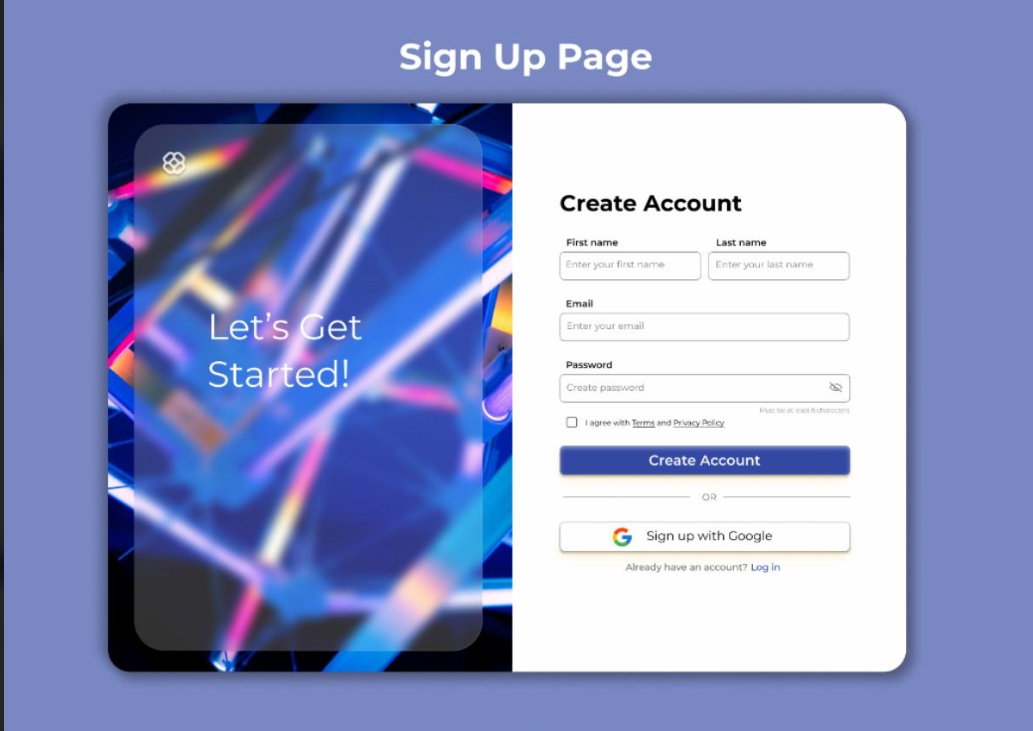 Sign Up Page
Let's Get
Started!
Create Account
First name
Last name
Enter your first name
Enter your last name
Email
Enter your email
Password
Create password
Must be at least 8 characters
I agree with Terms and Privacy Policy
Create Account
OR
Sign up with Google
Already have an account? Log in